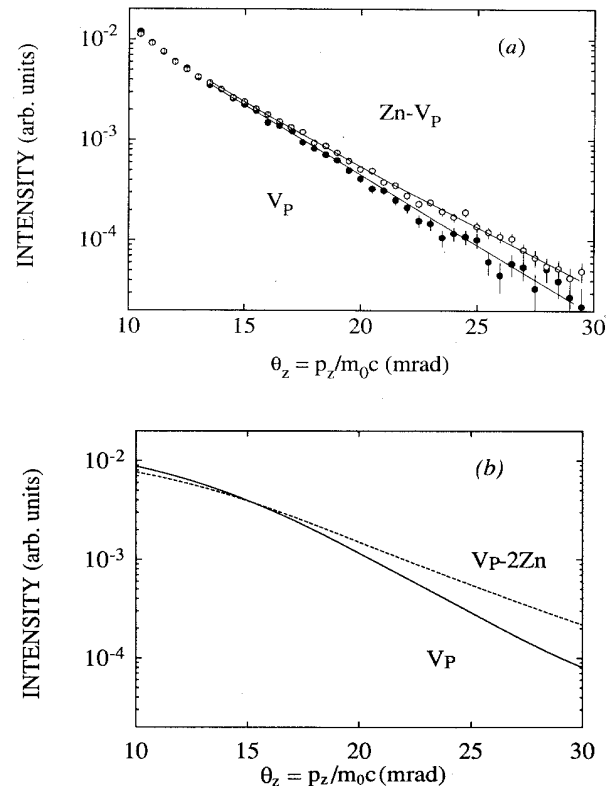 (a)
10⁻²
10⁻³
10⁻⁴
INTENSITY (arb. units)
Zn-V_P
V_P
10 15 20 25 30
θ_z = p_z/m_0c (mrad)
(b)
10⁻²
10⁻³
10⁻⁴
INTENSITY (arb. units)
V_P-2Zn
V_P
10 15 20 25 30
θ_z = p_z/m_0c (mrad)